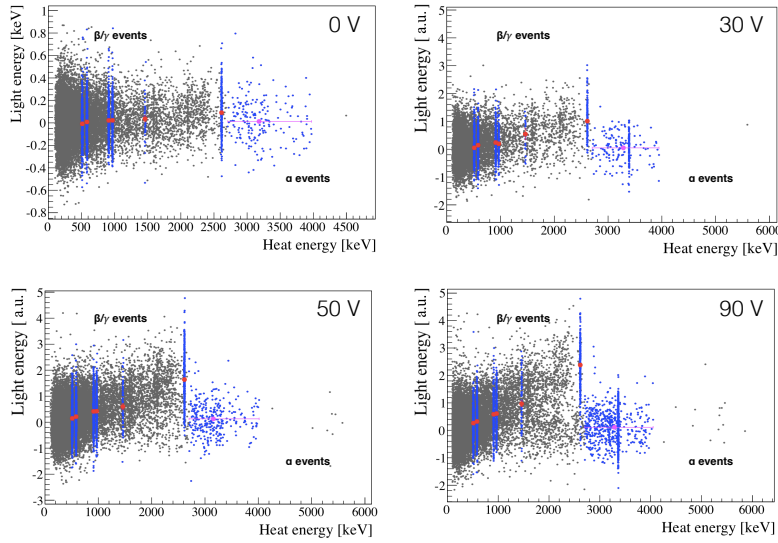 Light energy [keV]
1
0.8
0.6
0.4
0.2
0
-0.2
-0.4
-0.6
-0.8
β/γ events
0 V
α events
0 500 1000 1500 2000 2500 3000 3500 4000 4500
Heat energy [keV]
Light energy [ a.u.]
5
4
3
2
1
0
-1
-2
β/γ events
30 V
α events
0 1000 2000 3000 4000 5000 6000
Heat energy [keV]
Light energy [ a.u.]
5
4
3
2
1
0
-1
-2
-3
β/γ events
50 V
α events
0 1000 2000 3000 4000 5000 6000
Heat energy [keV]
Light energy [ a.u.]
5
4
3
2
1
0
-1
-2
β/γ events
90 V
α events
0 1000 2000 3000 4000 5000 6000
Heat energy [keV]